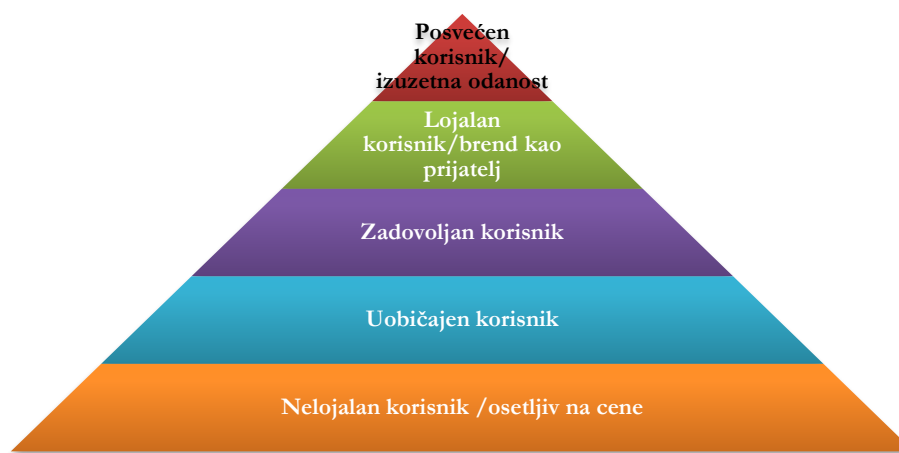 Posvećen
korisnik/
izuzetna odanost
Lojalan
korisnik/brend kao
prijatelj
Zadovoljan korisnik
Uobičajen korisnik
Nelojalan korisnik /osetljiv na cene